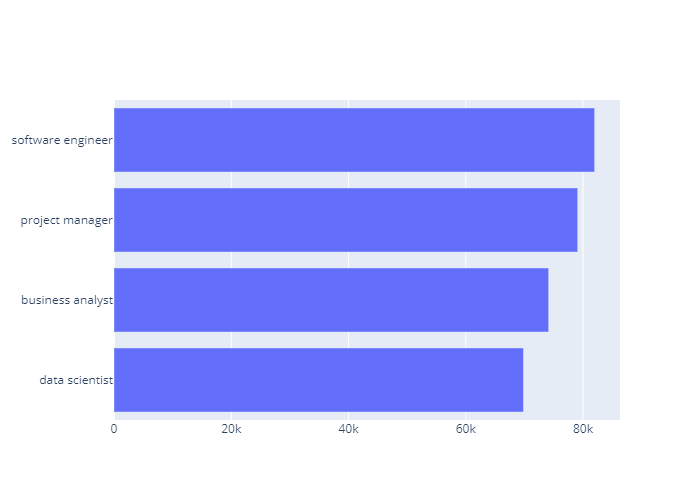 software engineer
project manager
business analyst
data scientist
0 20k 40k 60k 80k